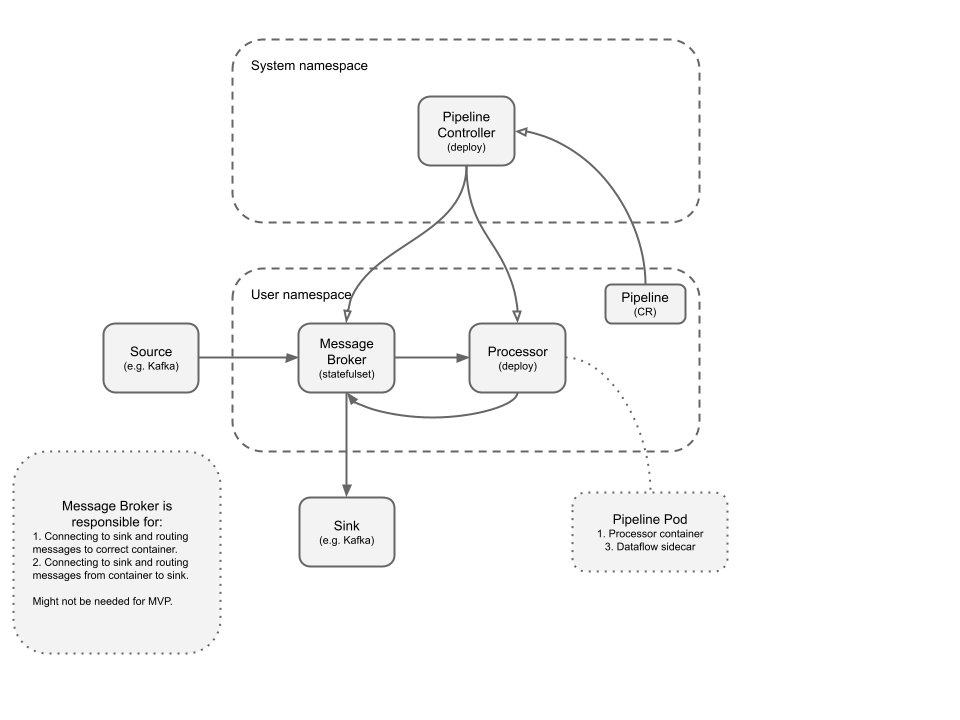 System namespace
Pipeline
Controller
(deploy)
User namespace
Pipeline
(CR)
Source
(e.g. Kafka)
Message
Broker
(statefulset)
Processor
(deploy)
Message Broker is
responsible for:
1. Connecting to sink and routing
messages to correct container.
2. Connecting to sink and routing
messages from container to sink.
Might not be needed for MVP.
Sink
(e.g. Kafka)
Pipeline Pod
1. Processor container
3. Dataflow sidecar